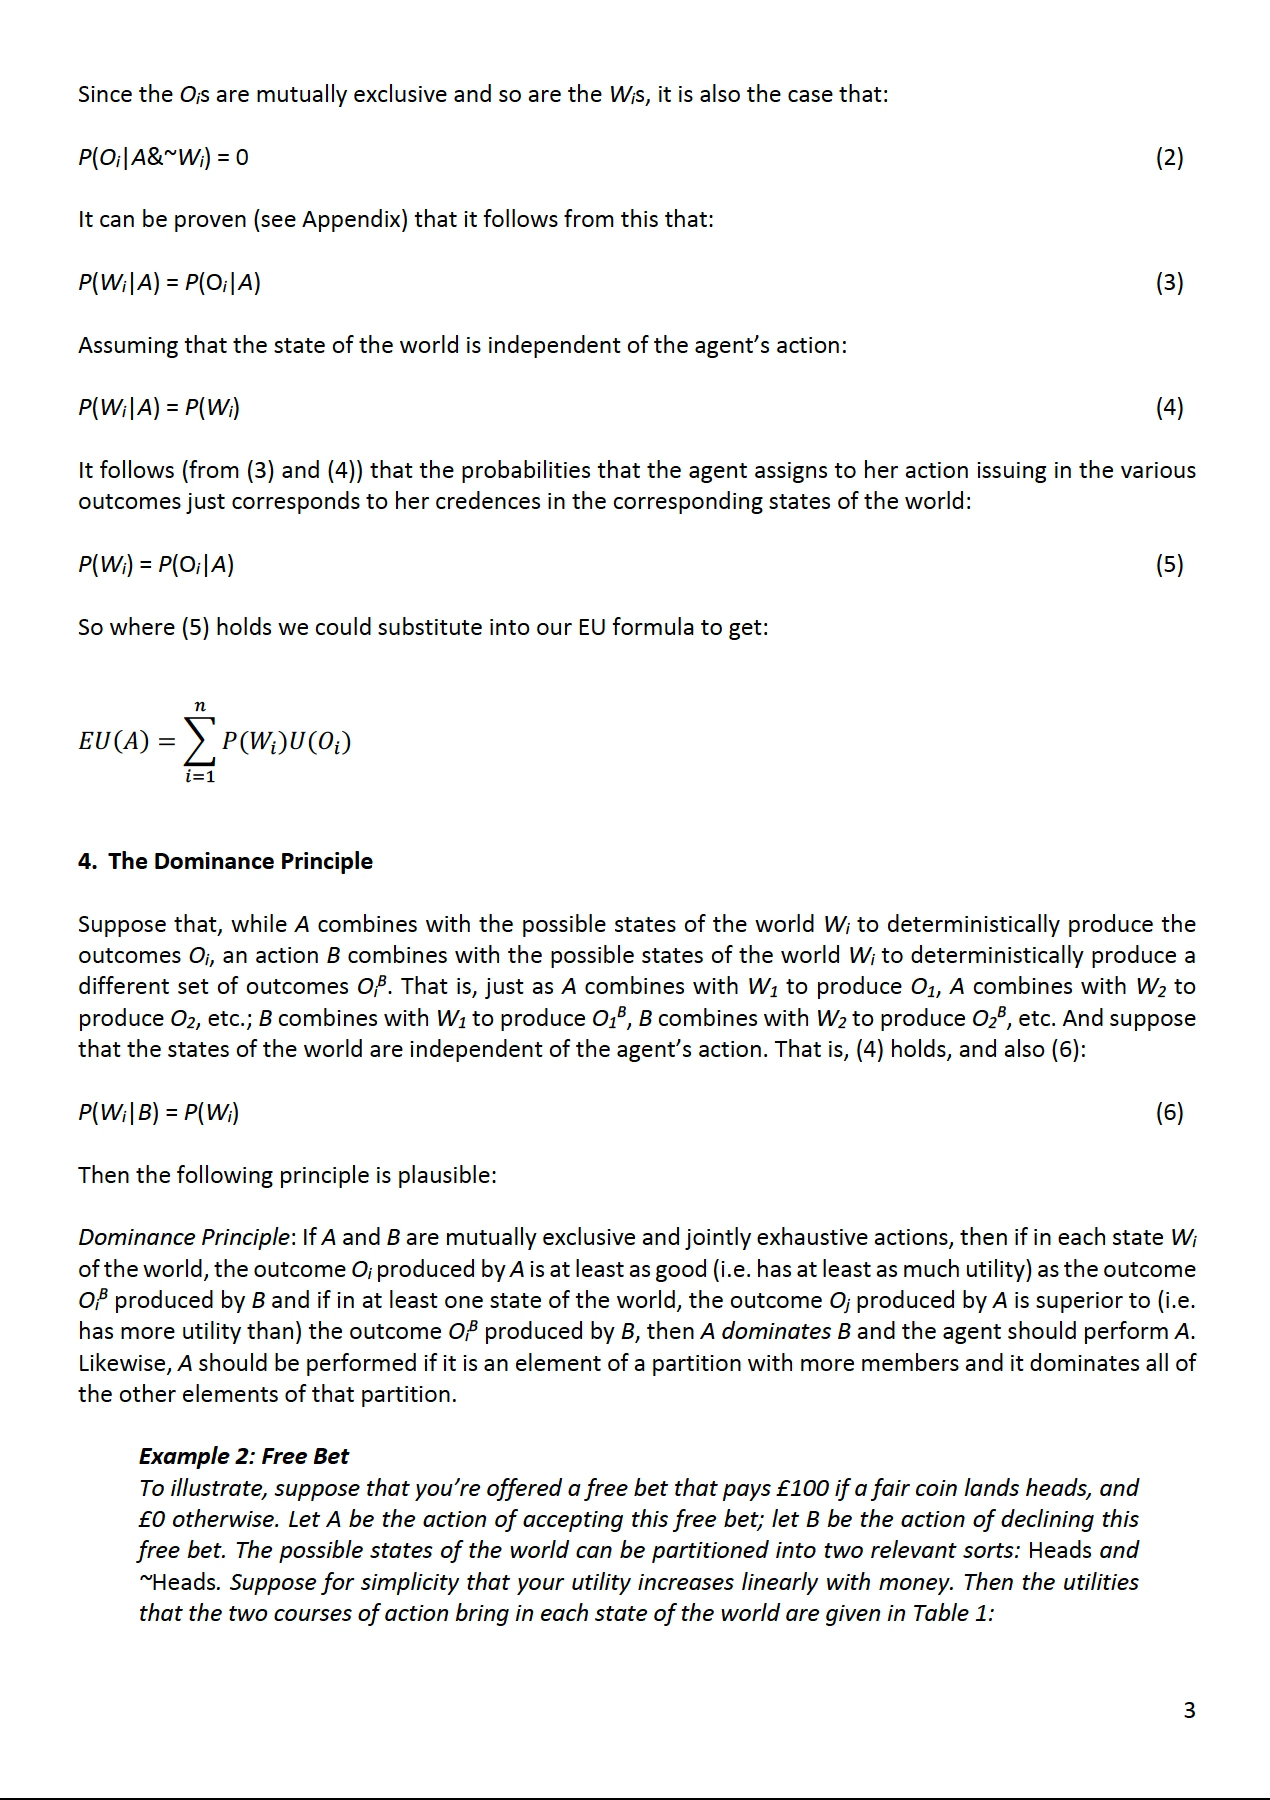 Since the Oᵢs are mutually exclusive and so are the Wᵢs, it is also the case that:
P(Oᵢ|A&~Wᵢ) = 0 (2)
It can be proven (see Appendix) that it follows from this that:
P(Wᵢ|A) = P(Oᵢ|A) (3)
Assuming that the state of the world is independent of the agent’s action:
P(Wᵢ|A) = P(Wᵢ) (4)
It follows (from (3) and (4)) that the probabilities that the agent assigns to her action issuing in the various
outcomes just corresponds to her credences in the corresponding states of the world:
P(Wᵢ) = P(Oᵢ|A) (5)
So where (5) holds we could substitute into our EU formula to get:
EU(A) = ∑ⁿᵢ₌₁ P(Wᵢ)U(Oᵢ)
4. The Dominance Principle
Suppose that, while A combines with the possible states of the world Wᵢ to deterministically produce the
outcomes Oᵢ, an action B combines with the possible states of the world Wᵢ to deterministically produce a
different set of outcomes Oᵢᴮ. That is, just as A combines with W₁ to produce O₁, A combines with W₂ to
produce O₂, etc.; B combines with W₁ to produce O₁ᴮ, B combines with W₂ to produce O₂ᴮ, etc. And suppose
that the states of the world are independent of the agent’s action. That is, (4) holds, and also (6):
P(Wᵢ|B) = P(Wᵢ) (6)
Then the following principle is plausible:
Dominance Principle: If A and B are mutually exclusive and jointly exhaustive actions, then if in each state Wᵢ
of the world, the outcome Oᵢ produced by A is at least as good (i.e. has at least as much utility) as the outcome
Oᵢᴮ produced by B and if in at least one state of the world, the outcome Oⱼ produced by A is superior to (i.e.
has more utility than) the outcome Oᵢᴮ produced by B, then A dominates B and the agent should perform A.
Likewise, A should be performed if it is an element of a partition with more members and it dominates all of
the other elements of that partition.
Example 2: Free Bet
To illustrate, suppose that you’re offered a free bet that pays £100 if a fair coin lands heads, and
£0 otherwise. Let A be the action of accepting this free bet; let B be the action of declining this
free bet. The possible states of the world can be partitioned into two relevant sorts: Heads and
~Heads. Suppose for simplicity that your utility increases linearly with money. Then the utilities
that the two courses of action bring in each state of the world are given in Table 1:
3